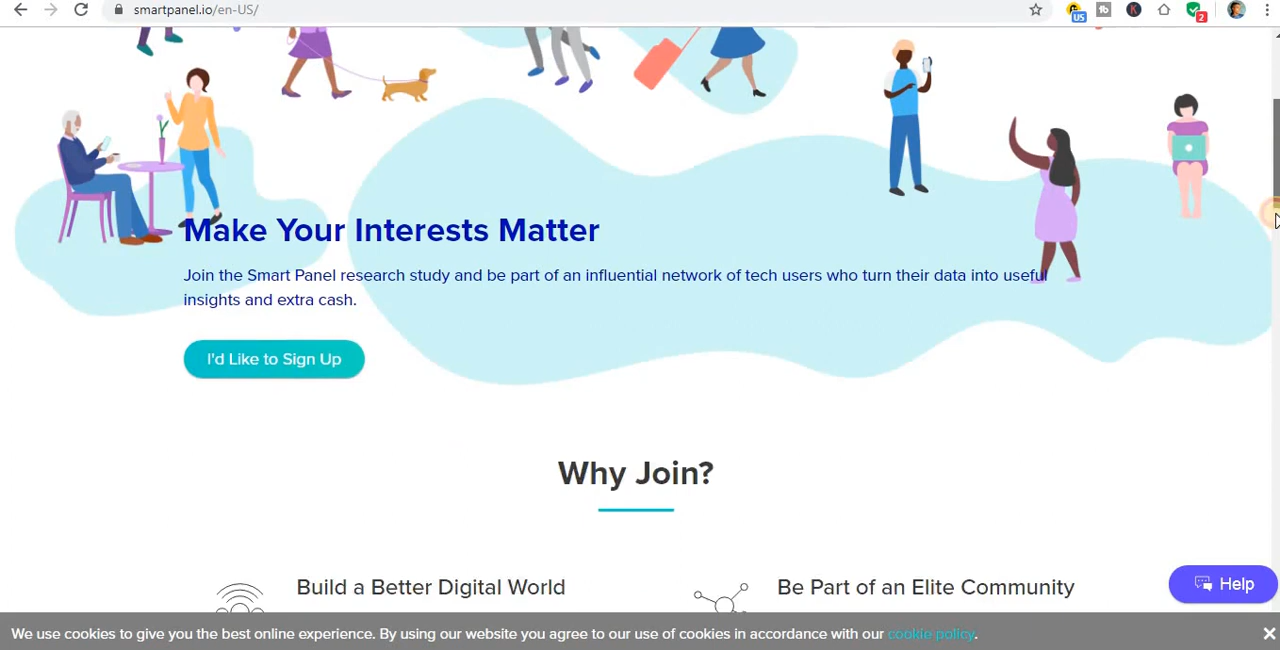 smartpanel.io/en-US/
US
tb
K
2
Make Your Interests Matter
Join the Smart Panel research study and be part of an influential network of tech users who turn their data into useful
insights and extra cash.
I'd Like to Sign Up
Why Join?
Build a Better Digital World
Be Part of an Elite Community
Help
We use cookies to give you the best online experience. By using our website you agree to our use of cookies in accordance with our cookie policy.